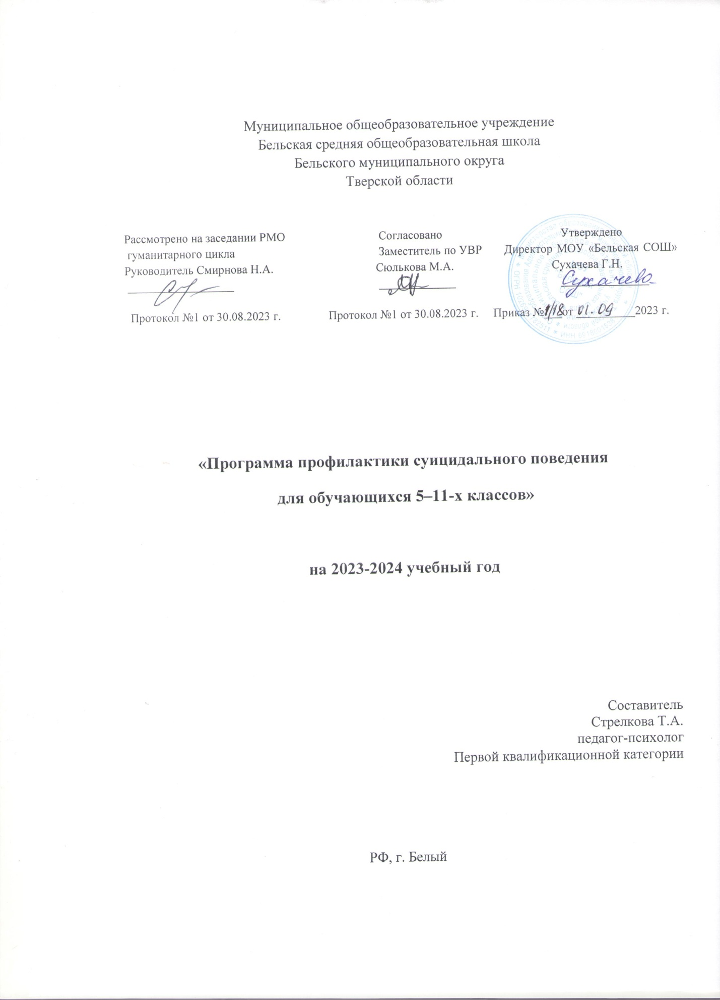 Муниципальное общеобразовательное учреждение
Бельская средняя общеобразовательная школа
Бельского муниципального округа
Тверской области
Рассмотрено на заседании РМО
гуманитарного цикла
Руководитель Смирнова Н.А.
Протокол №1 от 30.08.2023 г.
Согласовано
Заместитель по УВР
Сюлькова М.А.
Протокол №1 от 30.08.2023 г.
Утверждено
Директор МОУ «Бельская СОШ»
Сухачева Г.Н.
Сухачева
Приказ №1/18от 01.09 2023 г.
«Программа профилактики суицидального поведения
для обучающихся 5–11-х классов»
на 2023-2024 учебный год
Составитель
Стрелкова Т.А.
педагог-психолог
Первой квалификационной категории
РФ, г. Белый